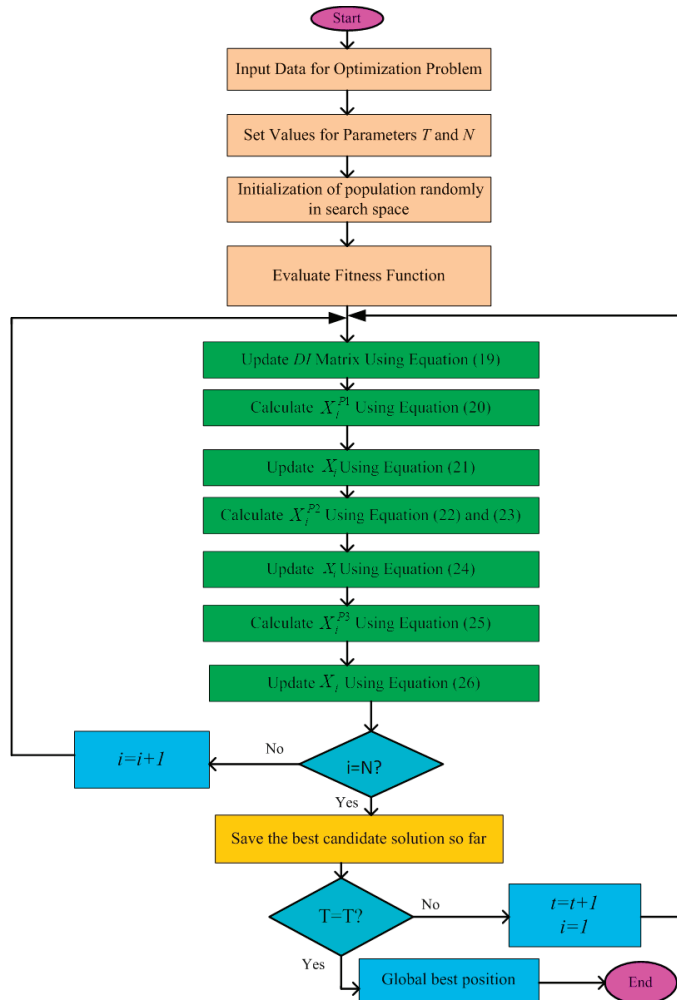 Start
Input Data for Optimization Problem
Set Values for Parameters T and N
Initialization of population randomly
in search space
Evaluate Fitness Function
Update DI Matrix Using Equation (19)
Calculate X_i^{P1} Using Equation (20)
Update X_i Using Equation (21)
Calculate X_i^{P2} Using Equation (22) and (23)
Update X_i Using Equation (24)
Calculate X_i^{P3} Using Equation (25)
Update X_i Using Equation (26)
i=i+1
No
i=N?
Yes
Save the best candidate solution so far
T=T?
No
t=t+1
i=1
Yes
Global best position
End